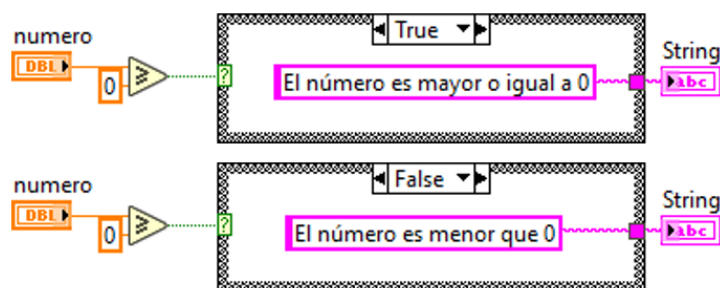 numero
DBL
0
≥
?
True
El número es mayor o igual a 0
String
abc
numero
DBL
0
≥
?
False
El número es menor que 0
String
abc